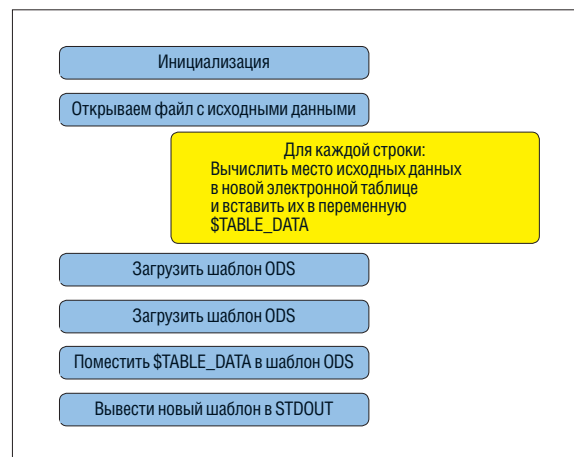 Инициализация
Открываем файл с исходными данными
Для каждой строки:
Вычислить место исходных данных
в новой электронной таблице
и вставить их в переменную
$TABLE_DATA
Загрузить шаблон ODS
Загрузить шаблон ODS
Поместить $TABLE_DATA в шаблон ODS
Вывести новый шаблон в STDOUT